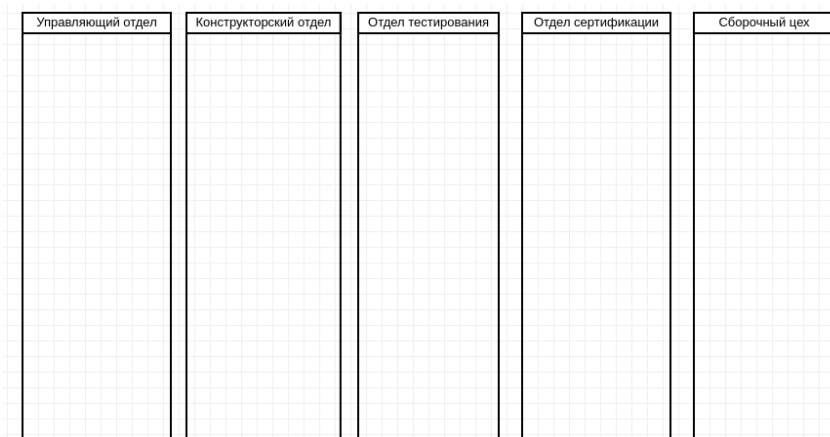 Управляющий отдел
Конструкторский отдел
Отдел тестирования
Отдел сертификации
Сборочный цех